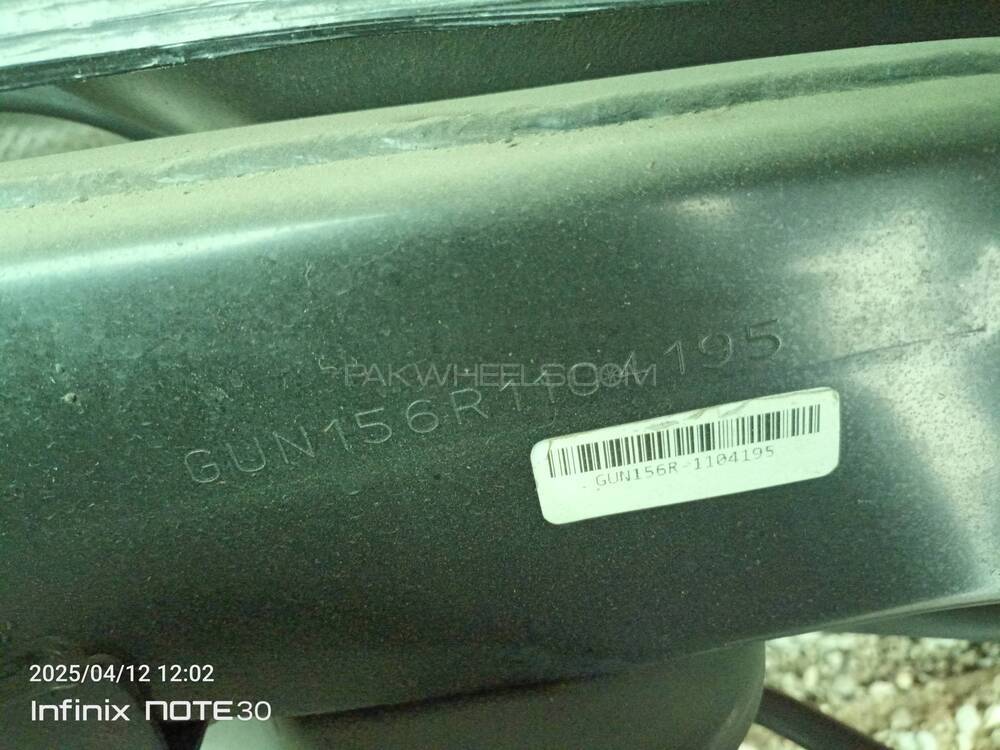 PAKWHEELS.COM
GUN156R1104195
GUN156R-1104195
2025/04/12 12:02
Infinix NOTE30